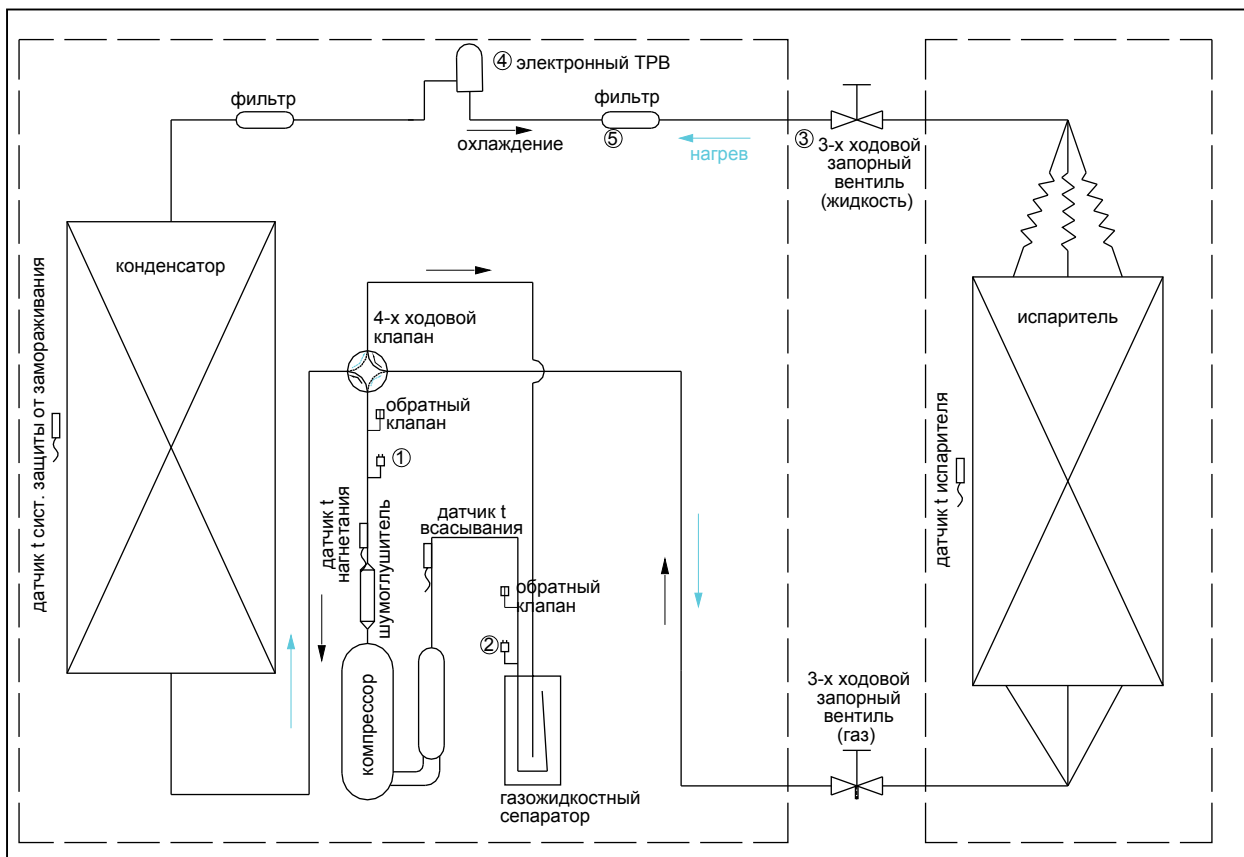 ④ электронный ТРВ
фильтр
фильтр
охлаждение
⑤
нагрев
③ 3-х ходовой
запорный
вентиль
(жидкость)
датчик t сист. защиты от замораживания
конденсатор
4-х ходовой
клапан
испаритель
обратный
клапан
①
датчик t испарителя
датчик t
нагнетания
шумоглушитель
датчик t
всасывания
обратный
клапан
②
компрессор
3-х ходовой
запорный
вентиль
(газ)
газожидкостный
сепаратор